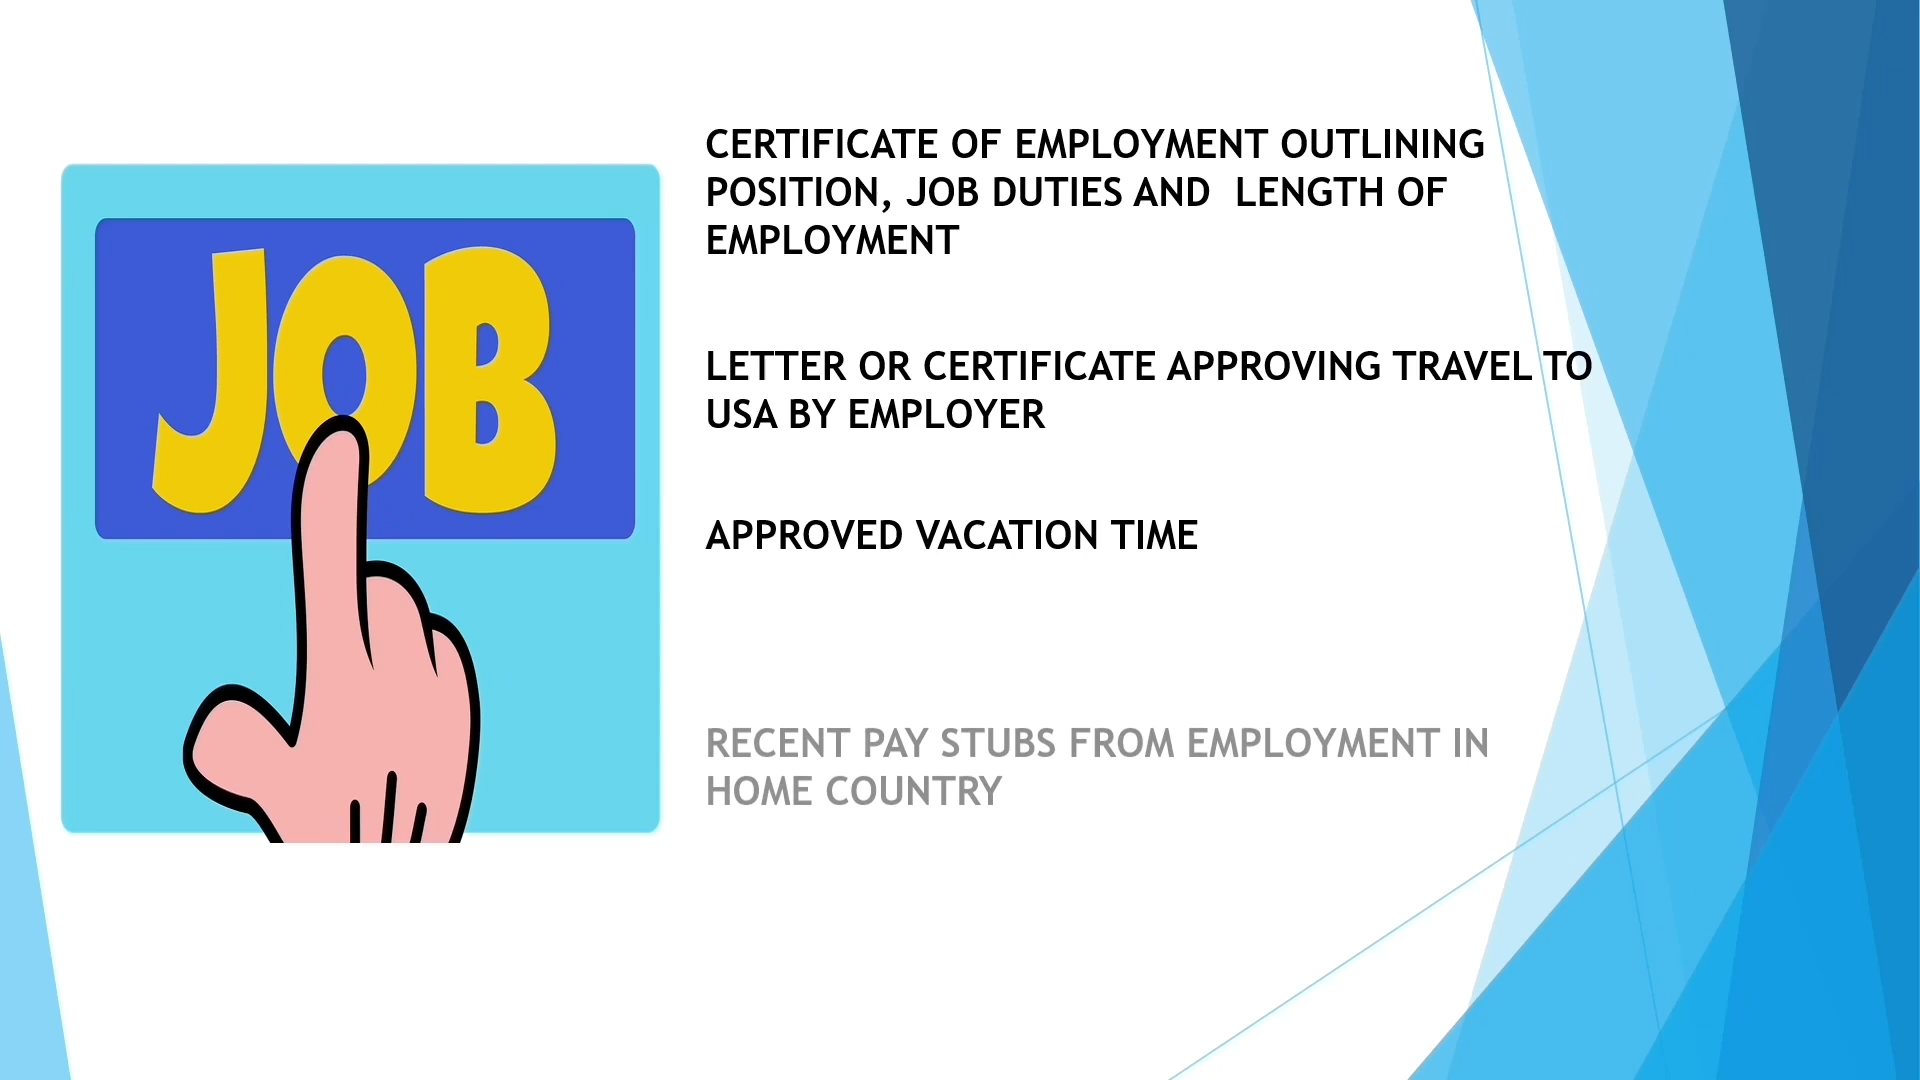 JOB
CERTIFICATE OF EMPLOYMENT OUTLINING
POSITION, JOB DUTIES AND  LENGTH OF
EMPLOYMENT
LETTER OR CERTIFICATE APPROVING TRAVEL TO
USA BY EMPLOYER
APPROVED VACATION TIME
RECENT PAY STUBS FROM EMPLOYMENT IN
HOME COUNTRY